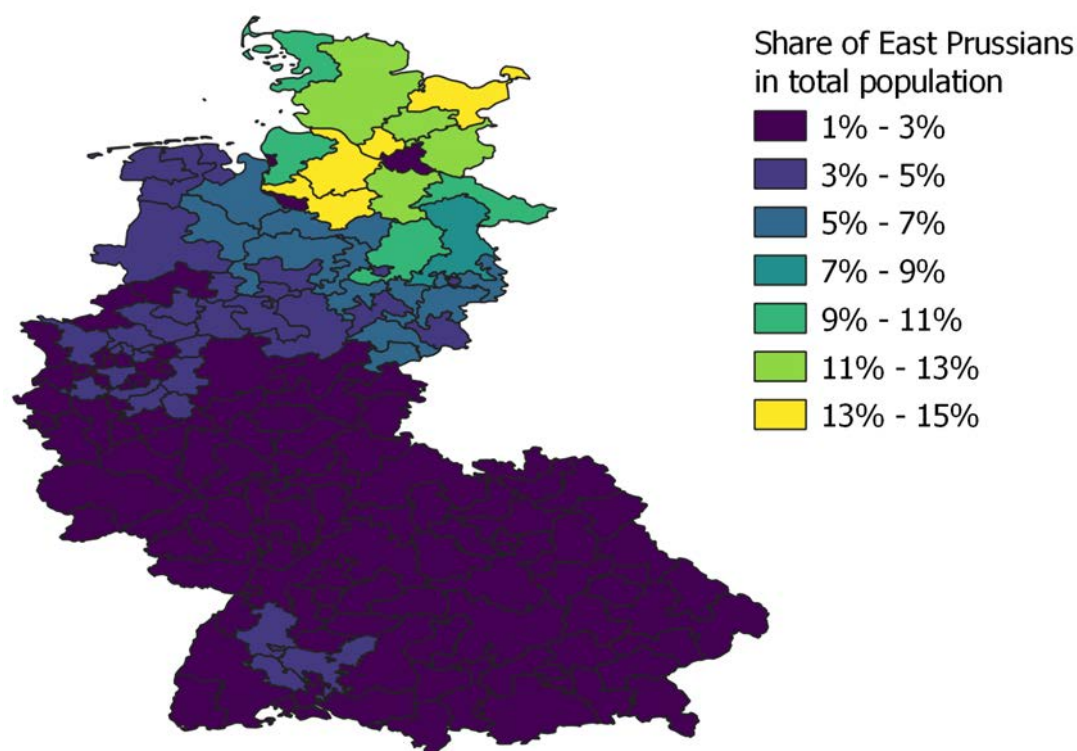 Share of East Prussians
in total population
1% - 3%
3% - 5%
5% - 7%
7% - 9%
9% - 11%
11% - 13%
13% - 15%